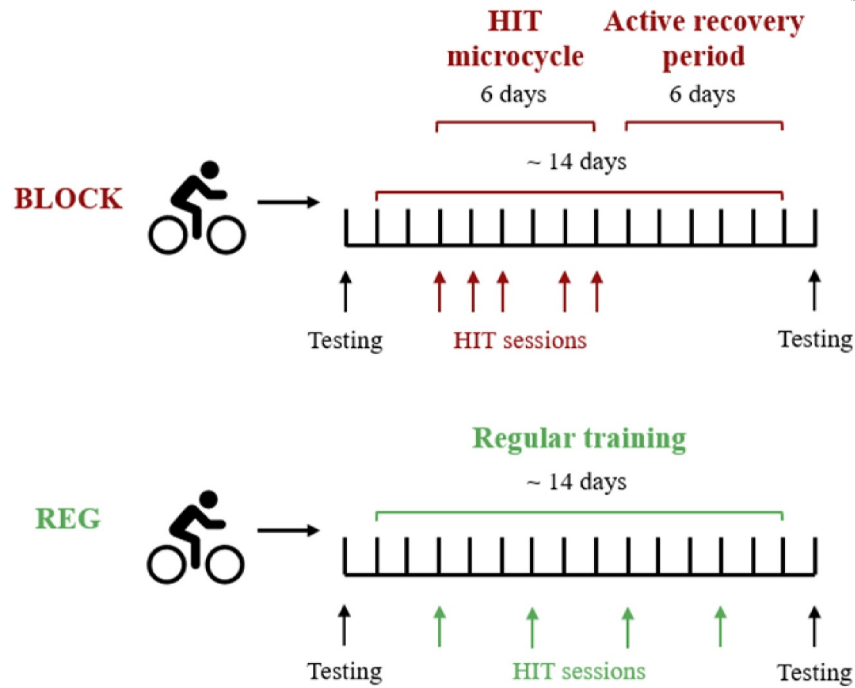 HIT
microcycle
6 days
Active recovery
period
6 days
~ 14 days
BLOCK
Testing
HIT sessions
Testing
Regular training
~ 14 days
REG
Testing
HIT sessions
Testing